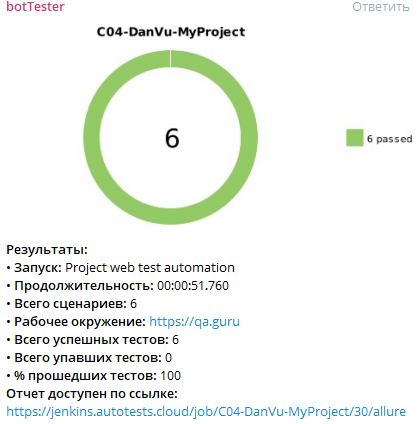 botTester
Ответить
C04-DanVu-MyProject
6
6 passed
Результаты:
• Запуск: Project web test automation
• Продолжительность: 00:00:51.760
• Всего сценариев: 6
• Рабочее окружение: https://qa.guru
• Всего успешных тестов: 6
• Всего упавших тестов: 0
• % прошедших тестов: 100
Отчет доступен по ссылке:
https://jenkins.autotests.cloud/job/C04-DanVu-MyProject/30/allure